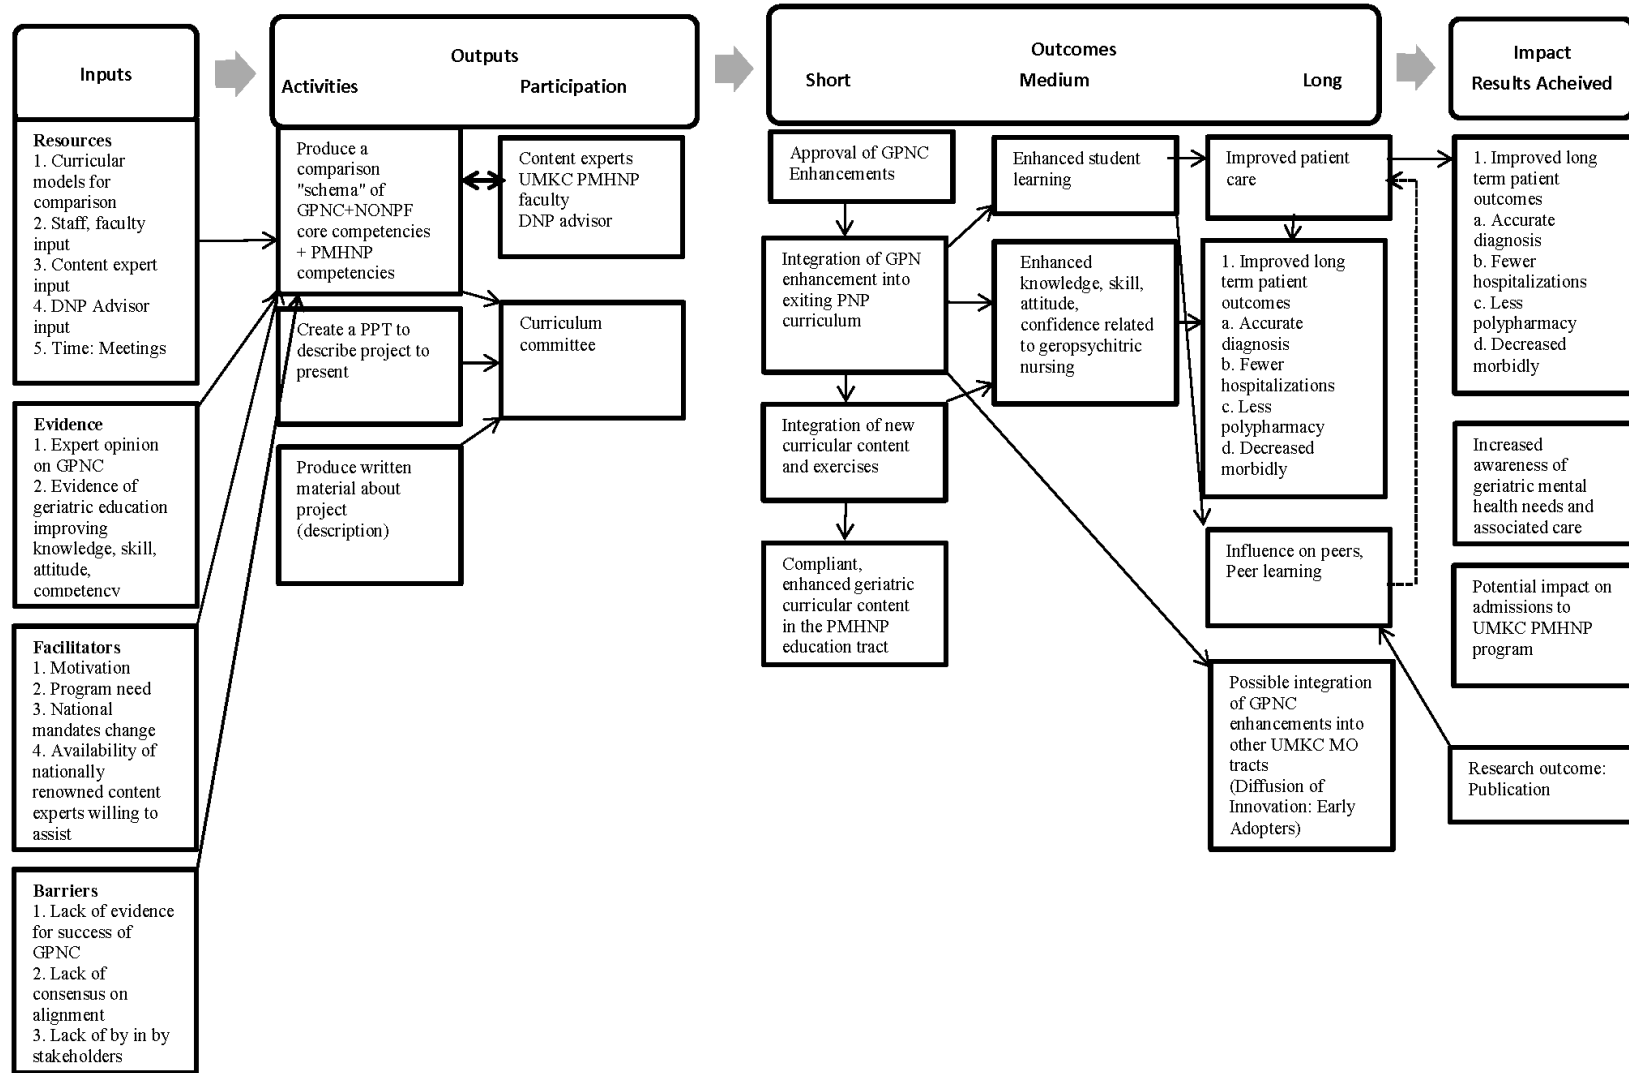 Inputs
Outputs
Activities
Participation
Outcomes
Short
Medium
Long
Impact
Results Acheived
Resources
1. Curricular
models for
comparison
2. Staff, faculty
input
3. Content expert
input
4. DNP Advisor
input
5. Time: Meetings
Evidence
1. Expert opinion
on GPNC
2. Evidence of
geriatric education
improving
knowledge, skill,
attitude,
competency
Facilitators
1. Motivation
2. Program need
3. National
mandates change
4. Availability of
nationally
renowned content
experts willing to
assist
Barriers
1. Lack of evidence
for success of
GPNC
2. Lack of
consensus on
alignment
3. Lack of by in by
stakeholders
Produce a
comparison
"schema" of
GPNC+NONPF
core competencies
+ PMHNP
competencies
Create a PPT to
describe project to
present
Produce written
material about
project
(description)
Content experts
UMKC PMHNP
faculty
DNP advisor
Curriculum
committee
Approval of GPNC
Enhancements
Integration of GPN
enhancement into
exiting PNP
curriculum
Integration of new
curricular content
and exercises
Compliant,
enhanced geriatric
curricular content
in the PMHNP
education tract
Enhanced student
learning
Enhanced
knowledge, skill,
attitude,
confidence related
to geropsychitric
nursing
Improved patient
care
1. Improved long
term patient
outcomes
a. Accurate
diagnosis
b. Fewer
hospitalizations
c. Less
polypharmacy
d. Decreased
morbidly
Influence on peers,
Peer learning
Possible integration
of GPNC
enhancements into
other UMKC MO
tracts
(Diffusion of
Innovation: Early
Adopters)
1. Improved long
term patient
outcomes
a. Accurate
diagnosis
b. Fewer
hospitalizations
c. Less
polypharmacy
d. Decreased
morbidly
Increased
awareness of
geriatric mental
health needs and
associated care
Potential impact on
admissions to
UMKC PMHNP
program
Research outcome:
Publication